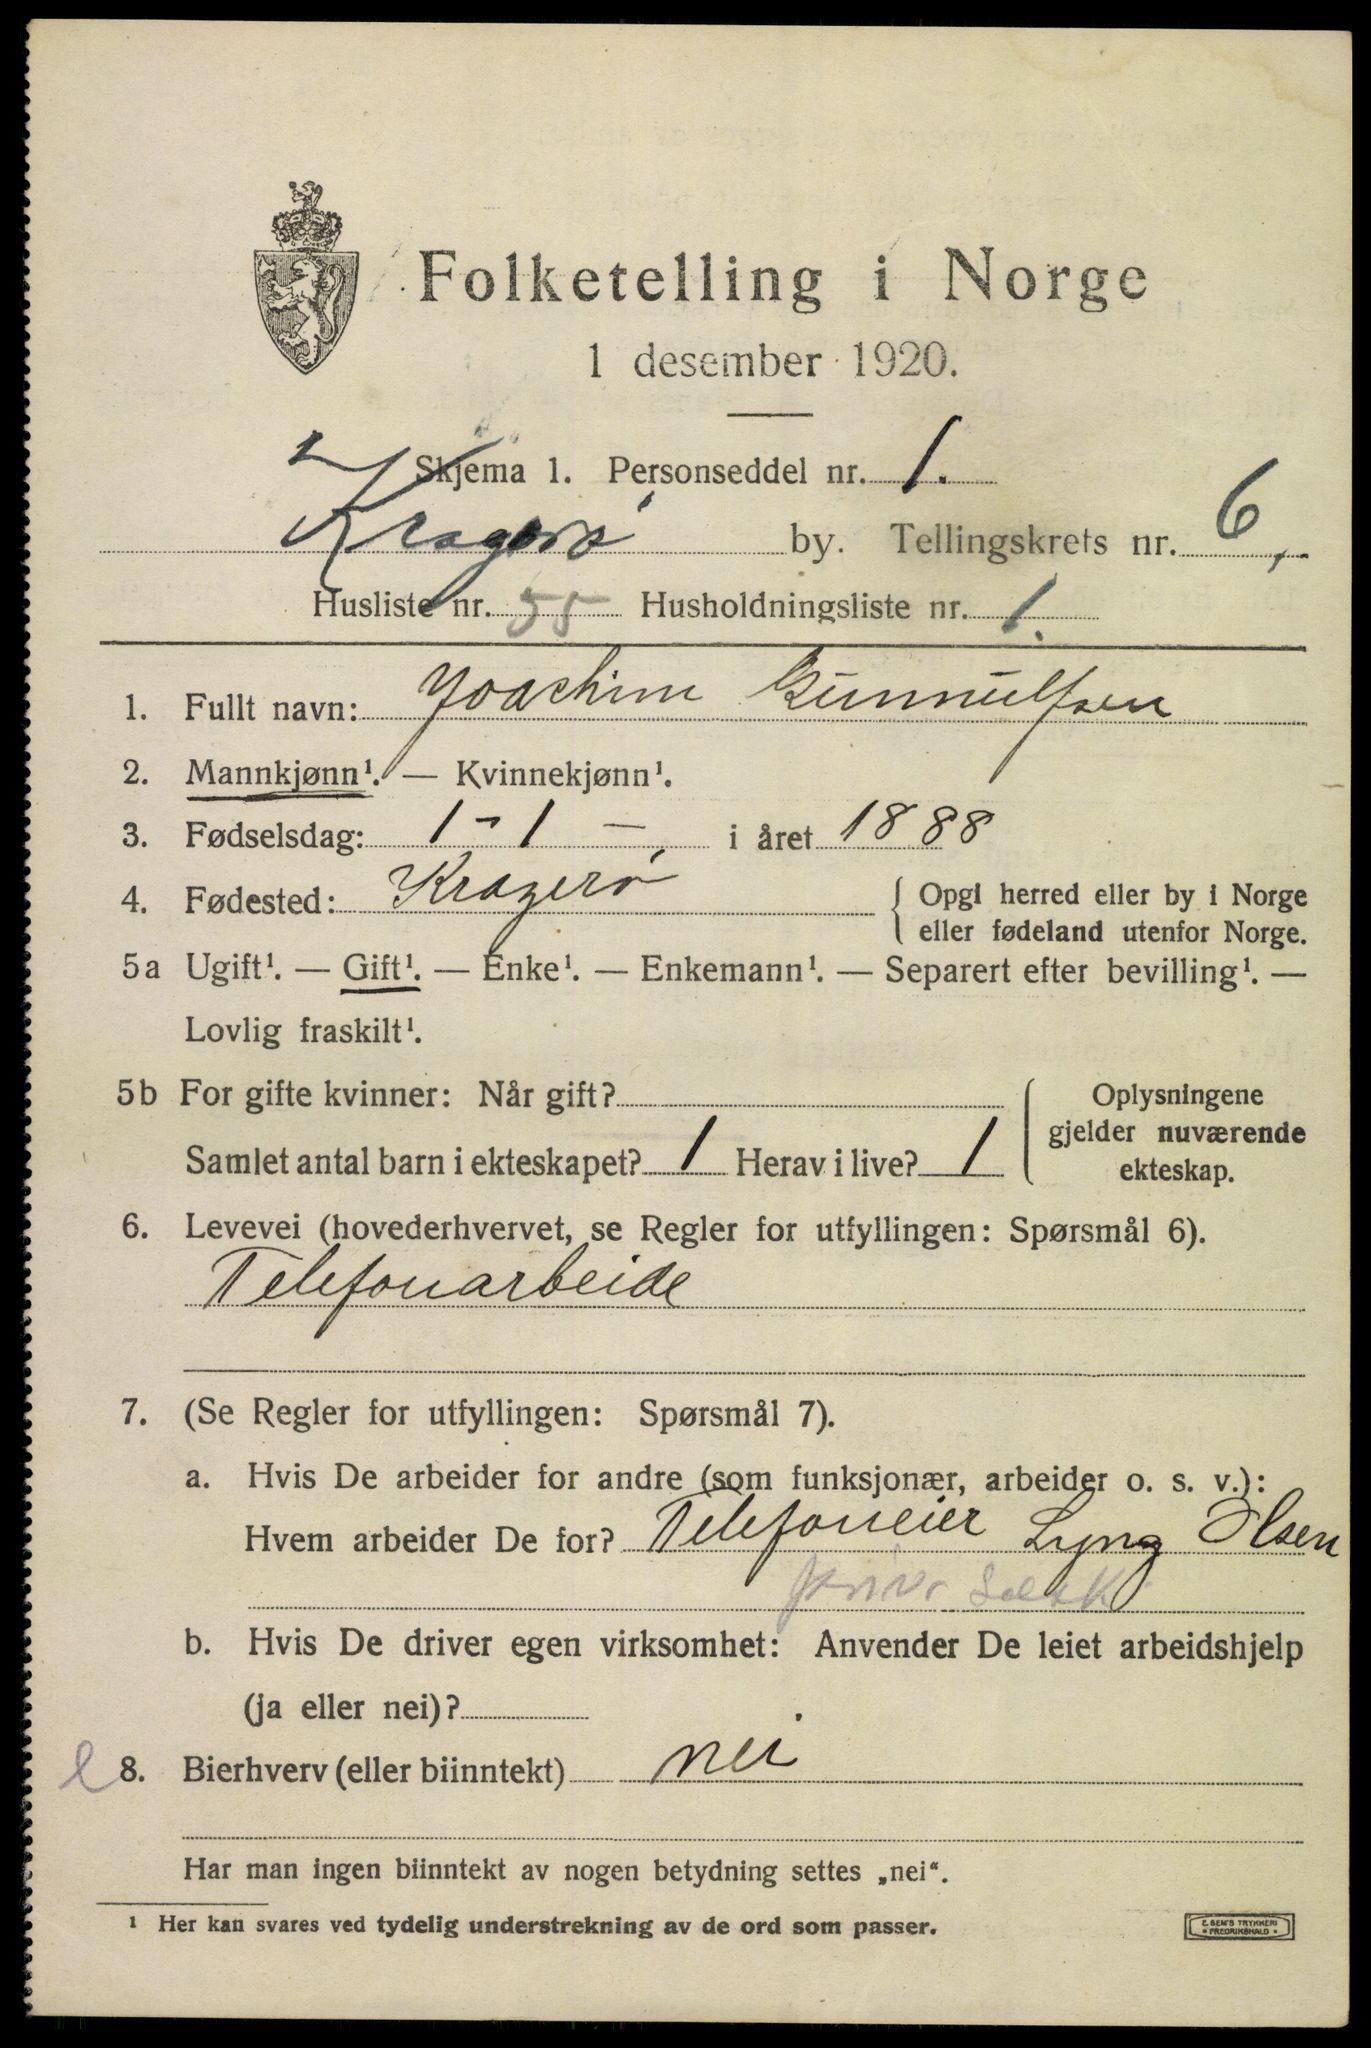 Folketelling i Norge
1 desember 1920.
Skjema 1. Personseddel nr. 1.
Kragerø by. Tellingskrets nr. 6.
Husliste nr. 55 Husholdningsliste nr. 1.
1. Fullt navn: Joachim Gunnulfsen
2. Mannkjønn¹. — Kvinnekjønn¹.
3. Fødselsdag: 1 - 1 — i året 1888
4. Fødested: Kragerø { Opgi herred eller by i Norge
eller fødeland utenfor Norge.
5a Ugift¹. — Gift¹. — Enke¹. — Enkemann¹. — Separert efter bevilling¹. —
Lovlig fraskilt¹.
5b For gifte kvinner: Når gift? { Oplysningene
gjelder nuværende
Samlet antal barn i ekteskapet? 1 Herav i live? 1
ekteskap.
6. Levevei (hovederhvervet, se Regler for utfyllingen: Spørsmål 6).
Telefonarbeide
7. (Se Regler for utfyllingen: Spørsmål 7).
a. Hvis De arbeider for andre (som funksjonær, arbeider o. s. v.):
Hvem arbeider De for? Telefoneier Lyng Olsen
b. Hvis De driver egen virksomhet: Anvender De leiet arbeidshjelp
(ja eller nei)?
8. Bierhverv (eller biinntekt) nei
Har man ingen biinntekt av nogen betydning settes „nei“.
¹ Her kan svares ved tydelig understrekning av de ord som passer.
E. SEM'S TRYKKERI
* FREDRIKSHALD *